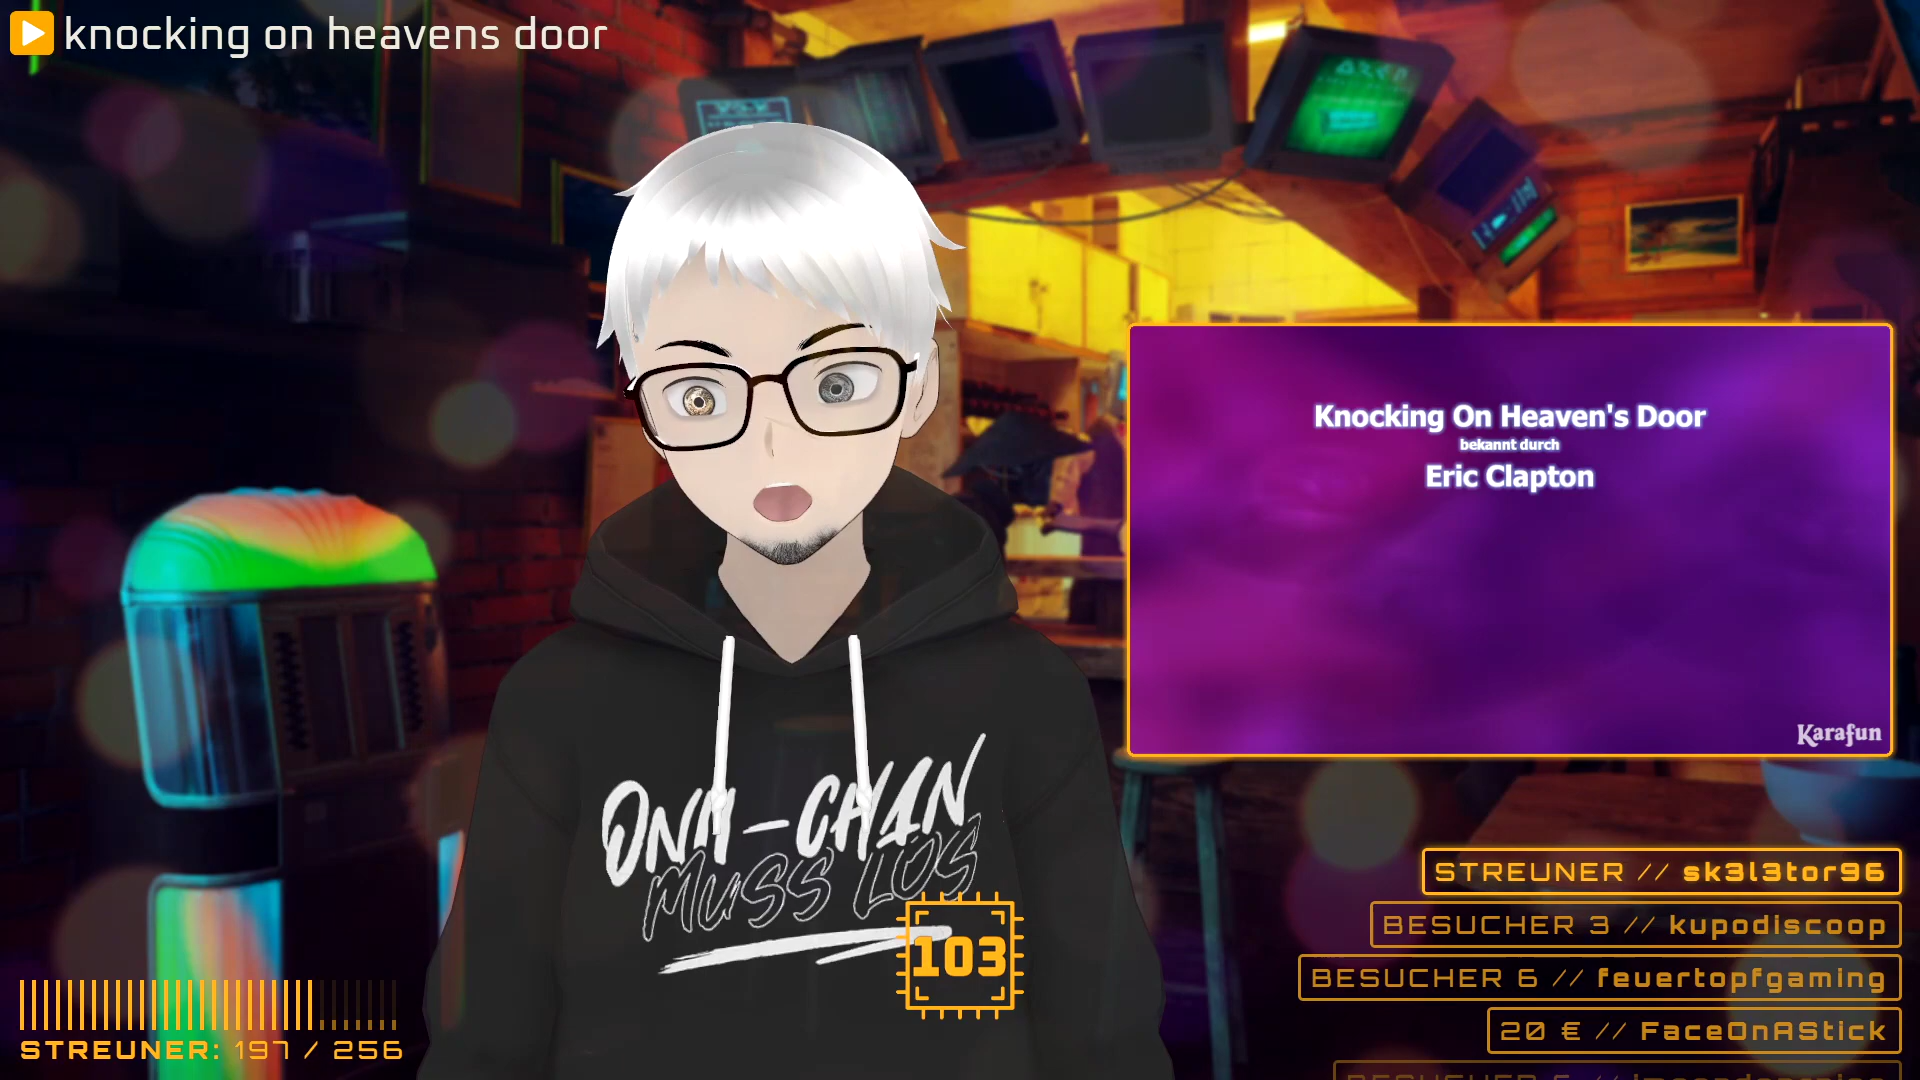 knocking on heavens door
Knocking On Heaven's Door
bekannt durch
Eric Clapton
Karafun
ONII-CHAN
MUSS LOS
103
STREUNER // sk3l3tor96
BESUCHER 3 // kupodiscoop
BESUCHER 6 // feuertopfgaming
20 € // FaceOnAStick
STREUNER: 197 / 256